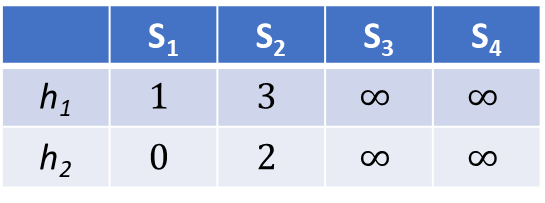 S₁ S₂ S₃ S₄
h₁ 1 3 ∞ ∞
h₂ 0 2 ∞ ∞